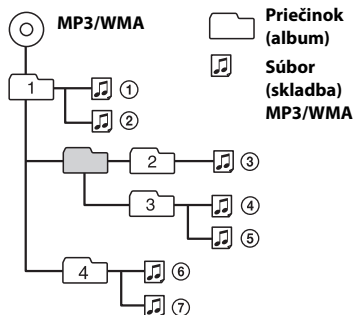 MP3/WMA
Priečinok
(album)
Súbor
(skladba)
MP3/WMA
1
①
②
2
③
3
④
⑤
4
⑥
⑦